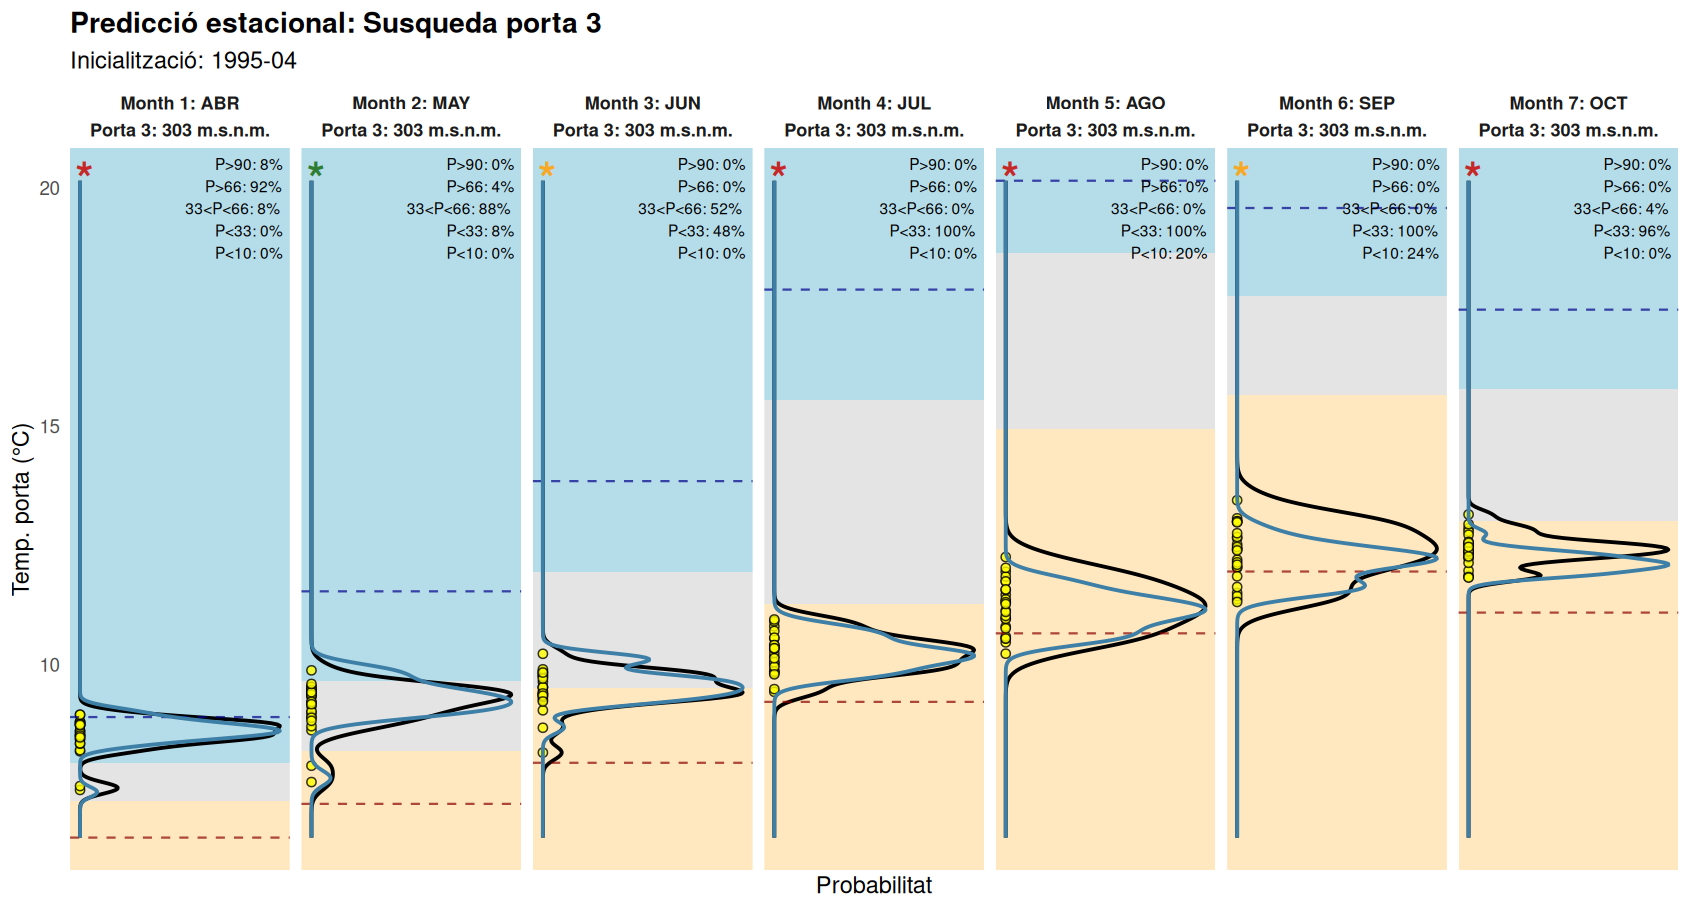 Predicció estacional: Susqueda porta 3
Inicialització: 1995-04
Month 1: ABR
Porta 3: 303 m.s.n.m.
Month 2: MAY
Porta 3: 303 m.s.n.m.
Month 3: JUN
Porta 3: 303 m.s.n.m.
Month 4: JUL
Porta 3: 303 m.s.n.m.
Month 5: AGO
Porta 3: 303 m.s.n.m.
Month 6: SEP
Porta 3: 303 m.s.n.m.
Month 7: OCT
Porta 3: 303 m.s.n.m.
*
P>90: 8%
P>66: 92%
33<P<66: 8%
P<33: 0%
P<10: 0%
*
P>90: 0%
P>66: 4%
33<P<66: 88%
P<33: 8%
P<10: 0%
*
P>90: 0%
P>66: 0%
33<P<66: 52%
P<33: 48%
P<10: 0%
*
P>90: 0%
P>66: 0%
33<P<66: 0%
P<33: 100%
P<10: 0%
*
P>90: 0%
P>66: 0%
33<P<66: 0%
P<33: 100%
P<10: 20%
*
P>90: 0%
P>66: 0%
33<P<66: 0%
P<33: 100%
P<10: 24%
*
P>90: 0%
P>66: 0%
33<P<66: 4%
P<33: 96%
P<10: 0%
20
15
10
Temp. porta (°C)
Probabilitat